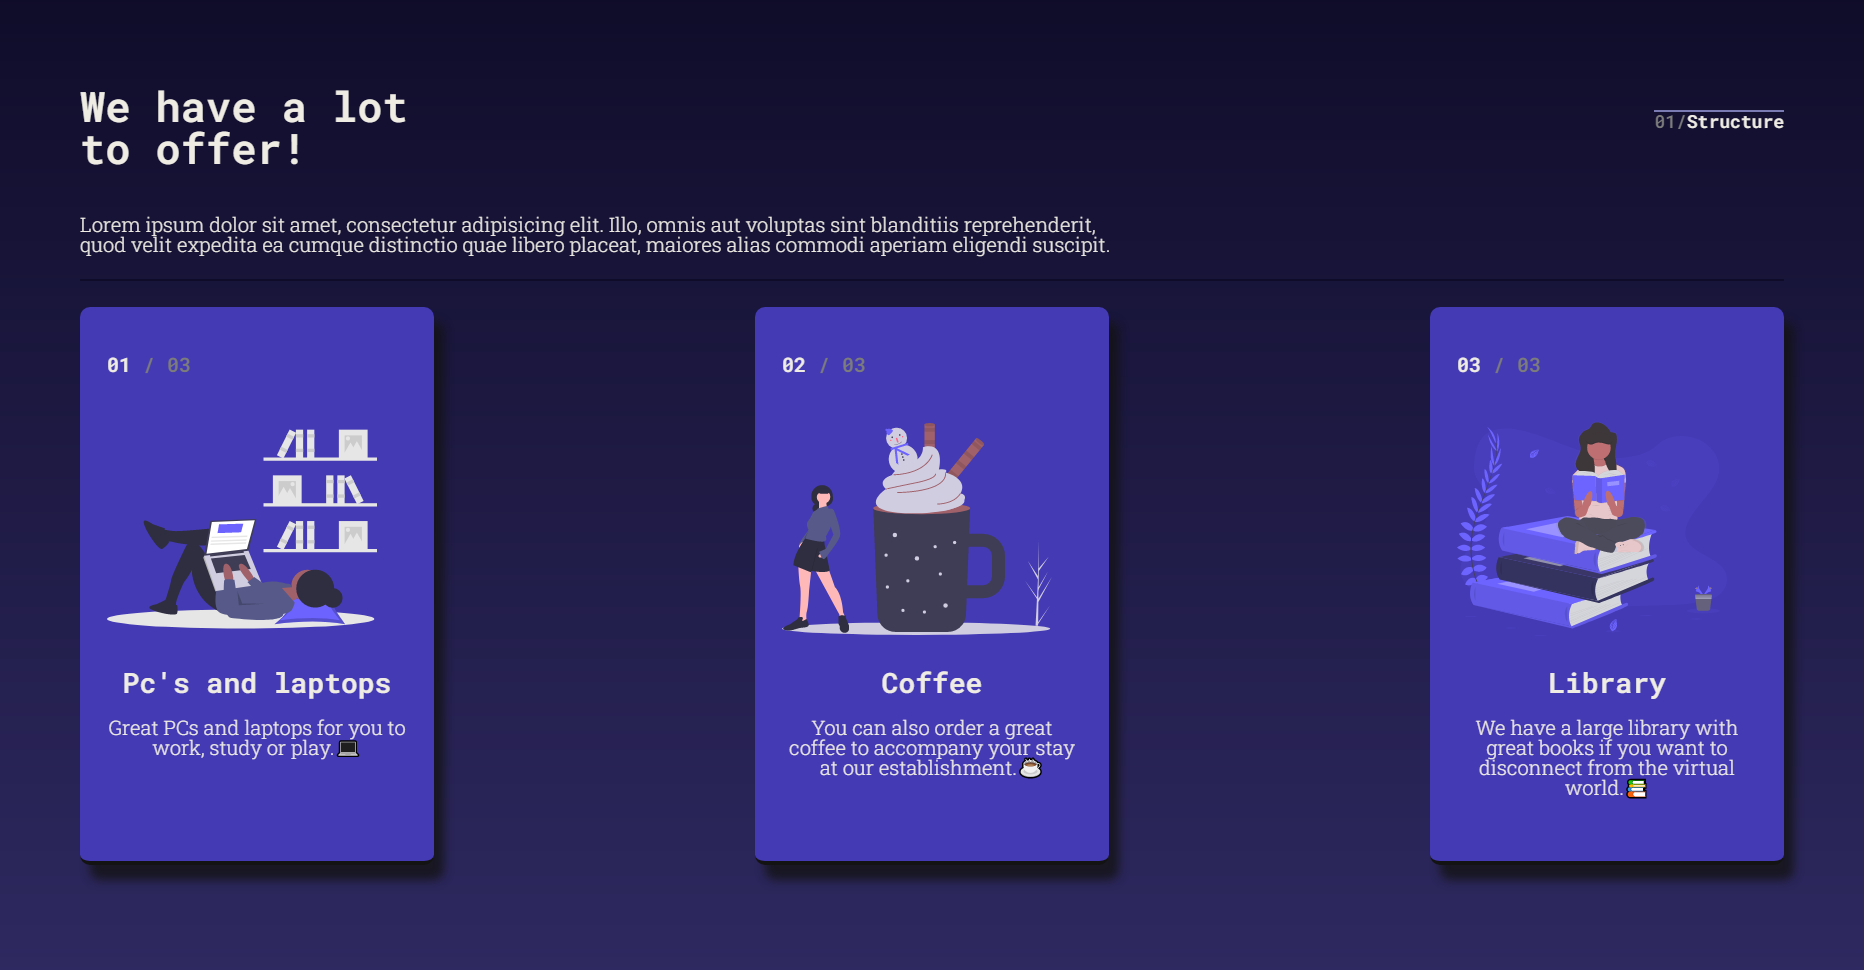 We have a lot
to offer!
01/Structure
Lorem ipsum dolor sit amet, consectetur adipisicing elit. Illo, omnis aut voluptas sint blanditiis reprehenderit,
quod velit expedita ea cumque distinctio quae libero placeat, maiores alias commodi aperiam eligendi suscipit.
01 / 03
Pc's and laptops
Great PCs and laptops for you to
work, study or play.💻
02 / 03
Coffee
You can also order a great
coffee to accompany your stay
at our establishment.☕
03 / 03
Library
We have a large library with
great books if you want to
disconnect from the virtual
world.📚